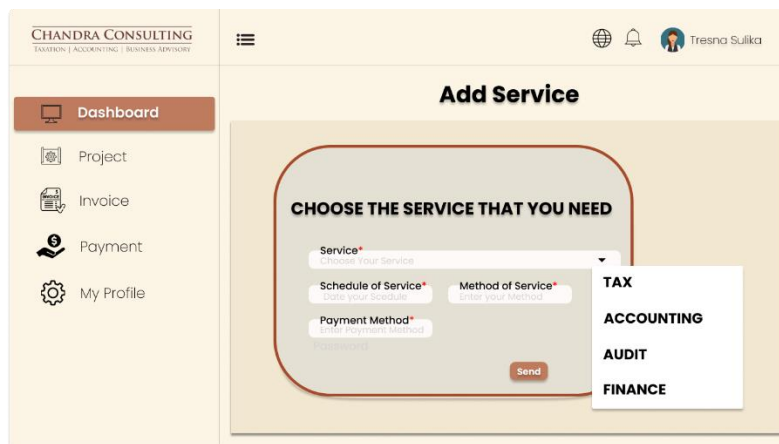 CHANDRA CONSULTING
TAXATION | ACCOUNTING | BUSINESS ADVISORY
Tresna Sulika
Dashboard
Project
Invoice
Payment
My Profile
Add Service
CHOOSE THE SERVICE THAT YOU NEED
Service*
Choose Your Service
Schedule of Service* Method of Service*
Date your Scedule Enter your Method
Payment Method*
Enter Payment Method
Password
Send
TAX
ACCOUNTING
AUDIT
FINANCE